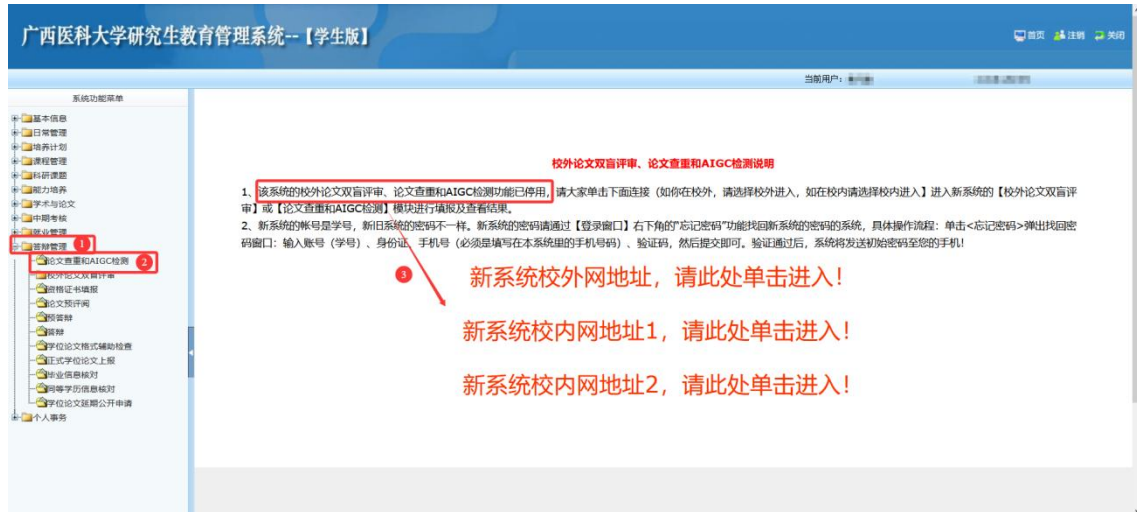 广西医科大学研究生教育管理系统--【学生版】
首页 注销 关闭
当前用户：
系统功能菜单
基本信息
日常管理
培养计划
课程管理
科研课题
能力培养
学术与论文
中期考核
就业管理
答辩管理 1
论文查重和AIGC检测 2
校外论文双盲评审
资格证书填报
论文预评阅
预答辩
答辩
学位论文格式辅助检查
正式学位论文上报
毕业信息核对
同等学历信息核对
学位论文延期公开申请
个人事务
校外论文双盲评审、论文查重和AIGC检测说明
1、该系统的校外论文双盲评审、论文查重和AIGC检测功能已停用，请大家单击下面连接（如你在校外，请选择校外进入，如在校内请选择校内进入】进入新系统的【校外论文双盲评
审】或【论文查重和AIGC检测】模块进行填报及查看结果。
2、新系统的帐号是学号，新旧系统的密码不一样。新系统的密码请通过【登录窗口】右下角的"忘记密码"功能找回新系统的密码的系统，具体操作流程：单击<忘记密码>弹出找回密
码窗口：输入账号（学号）、身份证、手机号（必须是填写在本系统里的手机号码）、验证码，然后提交即可。验证通过后，系统将发送初始密码至您的手机!
3
新系统校外网地址，请此处单击进入！
新系统校内网地址1，请此处单击进入！
新系统校内网地址2，请此处单击进入！